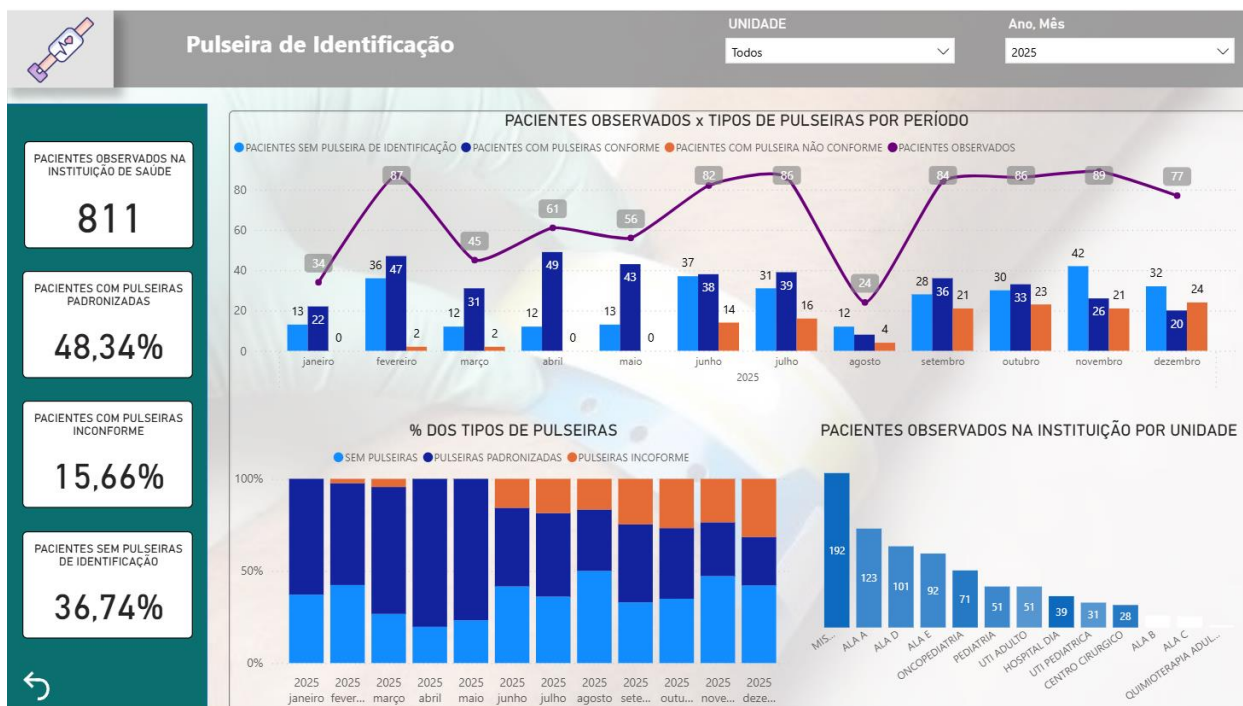 Pulseira de Identificação
UNIDADE
Todos
Ano, Mês
2025
PACIENTES OBSERVADOS NA
INSTITUIÇÃO DE SAÚDE
811
PACIENTES COM PULSEIRAS
PADRONIZADAS
48,34%
PACIENTES COM PULSEIRAS
INCONFORME
15,66%
PACIENTES SEM PULSEIRAS
DE IDENTIFICAÇÃO
36,74%
PACIENTES OBSERVADOS x TIPOS DE PULSEIRAS POR PERÍODO
PACIENTES SEM PULSEIRA DE IDENTIFICAÇÃO PACIENTES COM PULSEIRAS CONFORME PACIENTES COM PULSEIRA NÃO CONFORME PACIENTES OBSERVADOS
80
60
40
20
0
34 87 45 61 56 82 86 24 84 86 89 77
13 22 0
36 47 2
12 31 2
12 49 0
13 43 0
37 38 14
31 39 16
12 4
28 36 21
30 33 23
42 26 21
32 20 24
janeiro fevereiro março abril maio junho julho agosto setembro outubro novembro dezembro
2025
% DOS TIPOS DE PULSEIRAS
SEM PULSEIRAS PULSEIRAS PADRONIZADAS PULSEIRAS INCOFORME
100%
50%
0%
2025 2025 2025 2025 2025 2025 2025 2025 2025 2025 2025 2025
janeiro fever... março abril maio junho julho agosto sete... outu... nove... deze...
PACIENTES OBSERVADOS NA INSTITUIÇÃO POR UNIDADE
192 123 101 92 71 51 51 39 31 28
MIS...
ALA A
ALA D
ALA E
ONCOPEDIATRIA
PEDIATRIA
UTI ADULTO
HOSPITAL DIA
UTI PEDIATRICA
CENTRO CIRURGICO
ALA B
ALA C
QUIMIOTERAPIA ADUL...